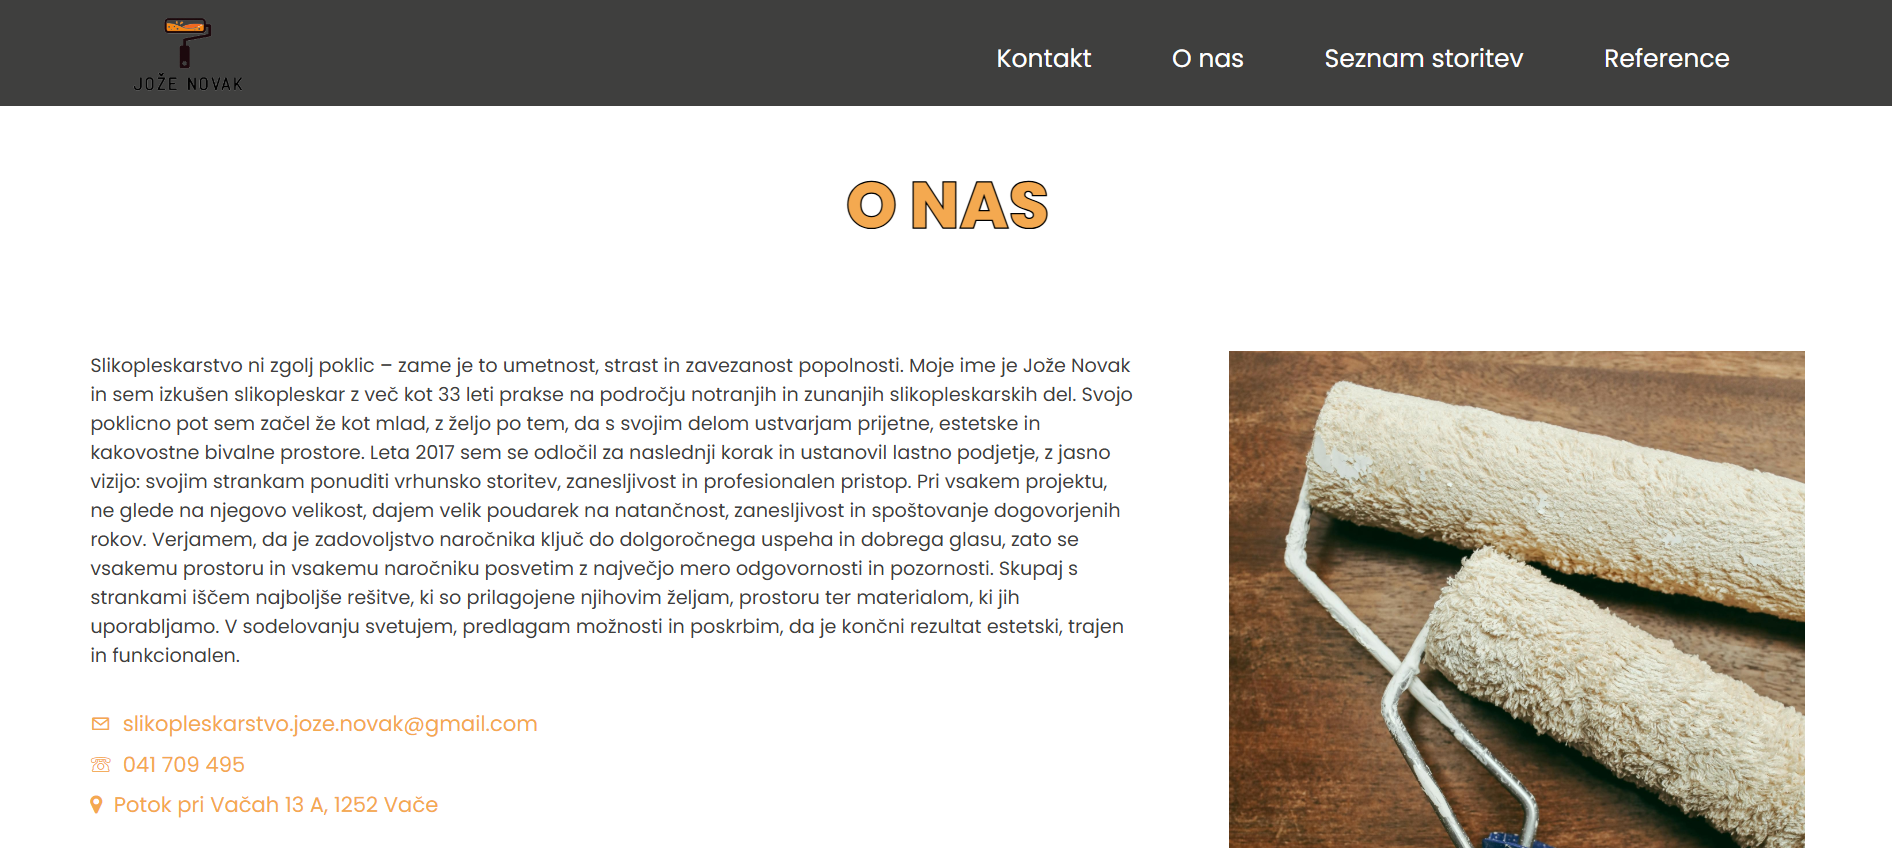 JOŽE NOVAK
Kontakt
O nas
Seznam storitev
Reference
O NAS
Slikopleskarstvo ni zgolj poklic – zame je to umetnost, strast in zavezanost popolnosti. Moje ime je Jože Novak
in sem izkušen slikopleskar z več kot 33 leti prakse na področju notranjih in zunanjih slikopleskarskih del. Svojo
poklicno pot sem začel že kot mlad, z željo po tem, da s svojim delom ustvarjam prijetne, estetske in
kakovostne bivalne prostore. Leta 2017 sem se odločil za naslednji korak in ustanovil lastno podjetje, z jasno
vizijo: svojim strankam ponuditi vrhunsko storitev, zanesljivost in profesionalen pristop. Pri vsakem projektu,
ne glede na njegovo velikost, dajem velik poudarek na natančnost, zanesljivost in spoštovanje dogovorjenih
rokov. Verjamem, da je zadovoljstvo naročnika ključ do dolgoročnega uspeha in dobrega glasu, zato se
vsakemu prostoru in vsakemu naročniku posvetim z največjo mero odgovornosti in pozornosti. Skupaj s
strankami iščem najboljše rešitve, ki so prilagojene njihovim željam, prostoru ter materialom, ki jih
uporabljamo. V sodelovanju svetujem, predlagam možnosti in poskrbim, da je končni rezultat estetski, trajen
in funkcionalen.
slikopleskarstvo.joze.novak@gmail.com
041 709 495
Potok pri Vačah 13 A, 1252 Vače